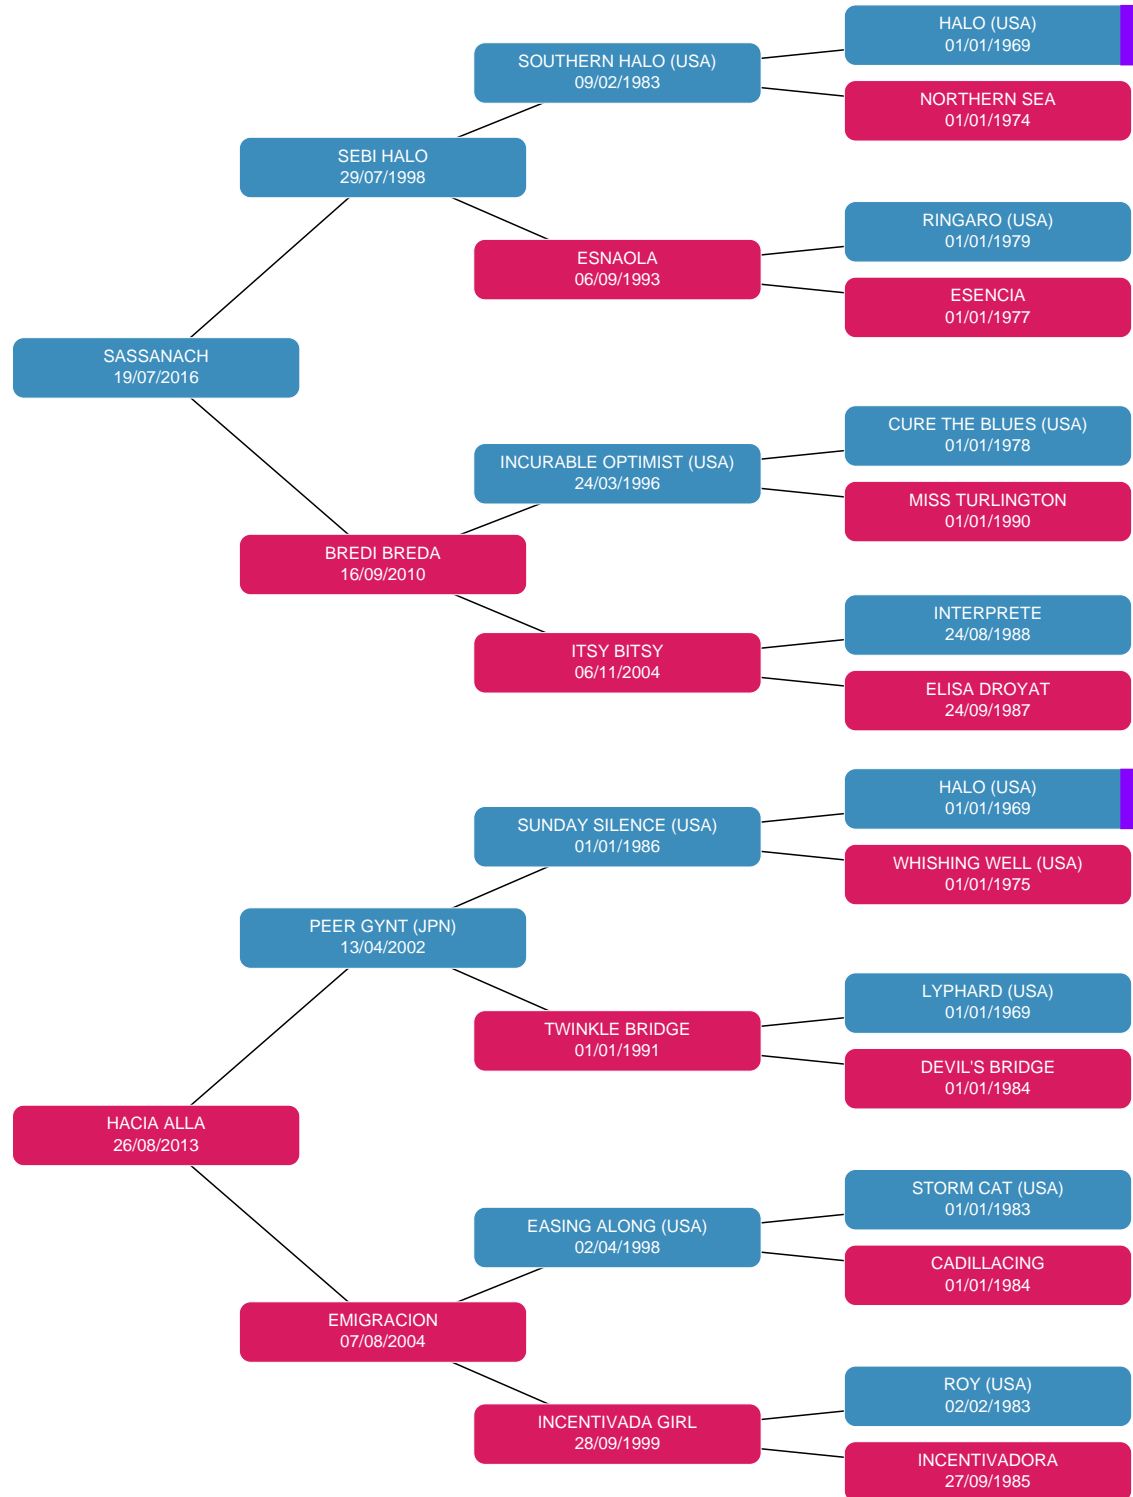 HALO (USA)
01/01/1969
SOUTHERN HALO (USA)
09/02/1983
NORTHERN SEA
01/01/1974
SEBI HALO
29/07/1998
RINGARO (USA)
01/01/1979
ESNAOLA
06/09/1993
ESENCIA
01/01/1977
SASSANACH
19/07/2016
CURE THE BLUES (USA)
01/01/1978
INCURABLE OPTIMIST (USA)
24/03/1996
MISS TURLINGTON
01/01/1990
BREDI BREDA
16/09/2010
INTERPRETE
24/08/1988
ITSY BITSY
06/11/2004
ELISA DROYAT
24/09/1987
HALO (USA)
01/01/1969
SUNDAY SILENCE (USA)
01/01/1986
WHISHING WELL (USA)
01/01/1975
PEER GYNT (JPN)
13/04/2002
LYPHARD (USA)
01/01/1969
TWINKLE BRIDGE
01/01/1991
DEVIL'S BRIDGE
01/01/1984
HACIA ALLA
26/08/2013
STORM CAT (USA)
01/01/1983
EASING ALONG (USA)
02/04/1998
CADILLACING
01/01/1984
EMIGRACION
07/08/2004
ROY (USA)
02/02/1983
INCENTIVADA GIRL
28/09/1999
INCENTIVADORA
27/09/1985